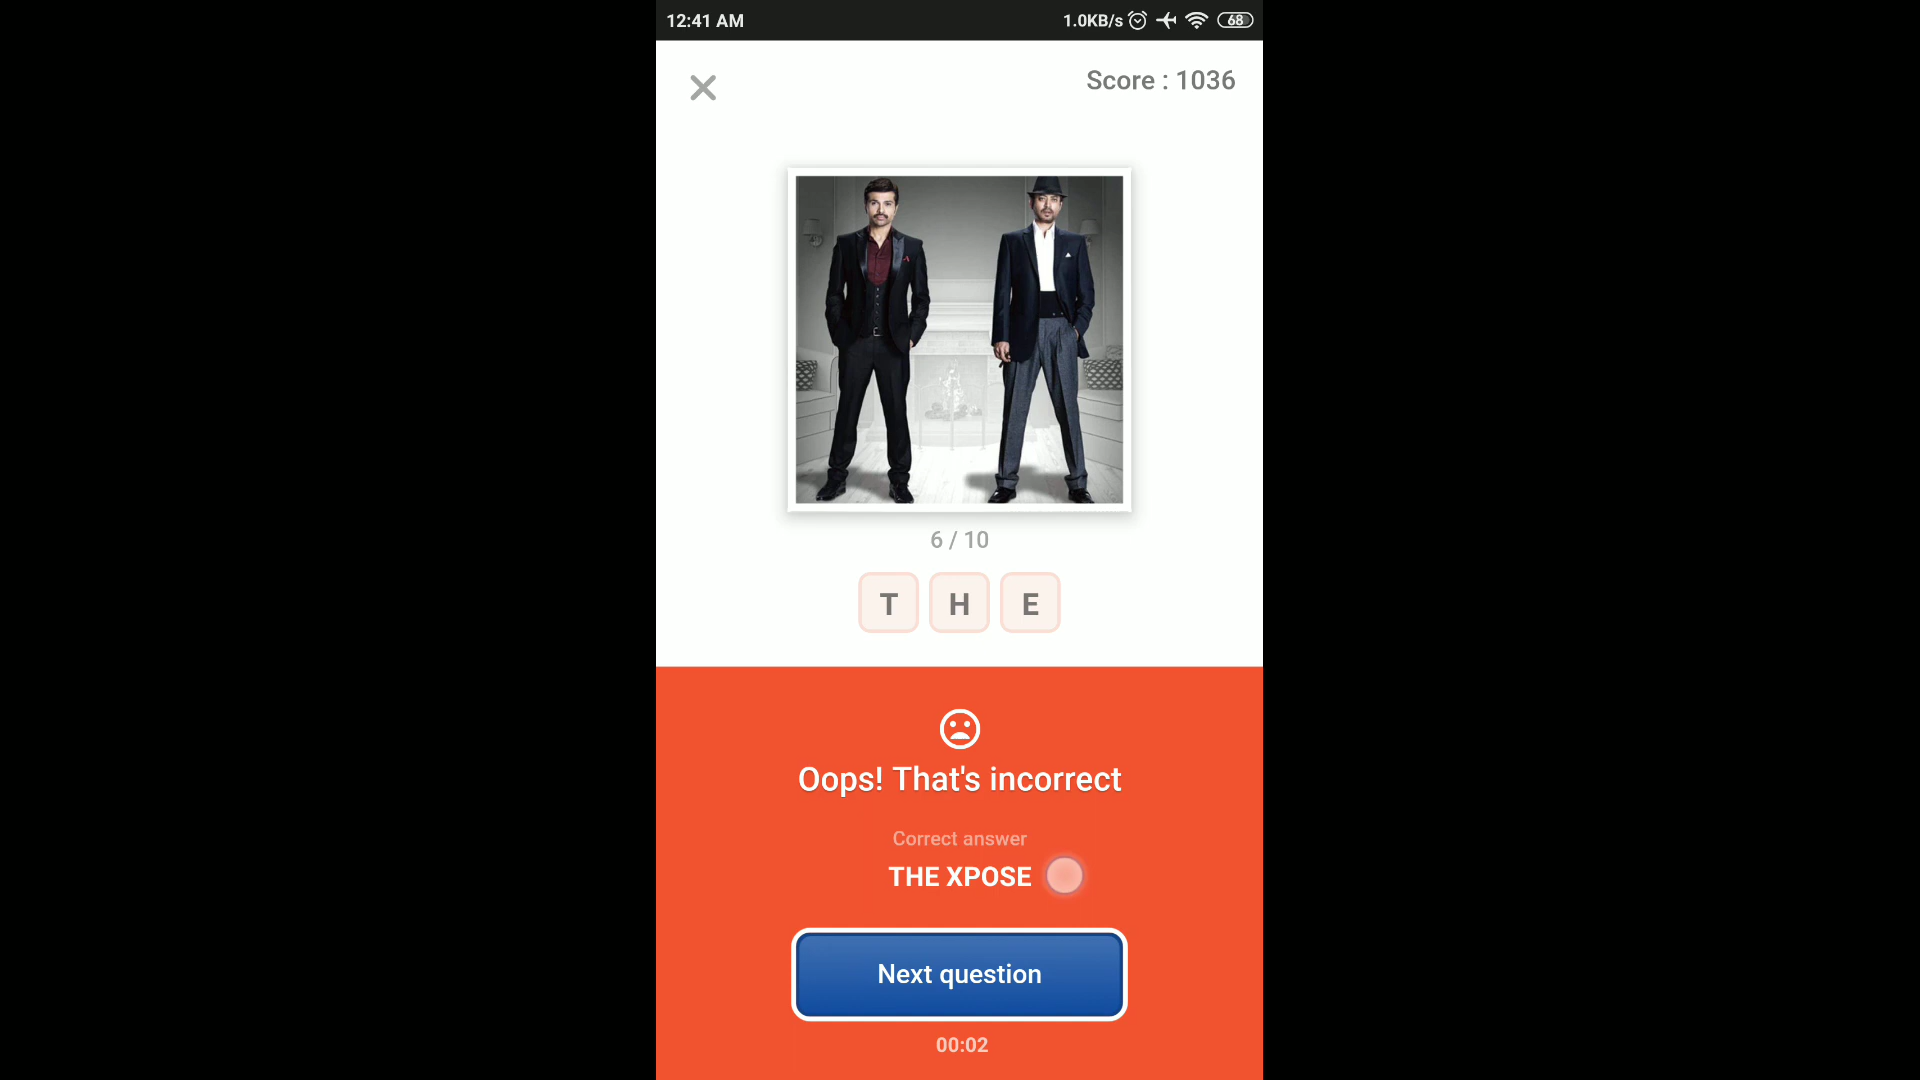 12:41 AM
1.0KB/s
68
Score : 1036
6 / 10
T H E
Oops! That's incorrect
Correct answer
THE XPOSE
Next question
00:02